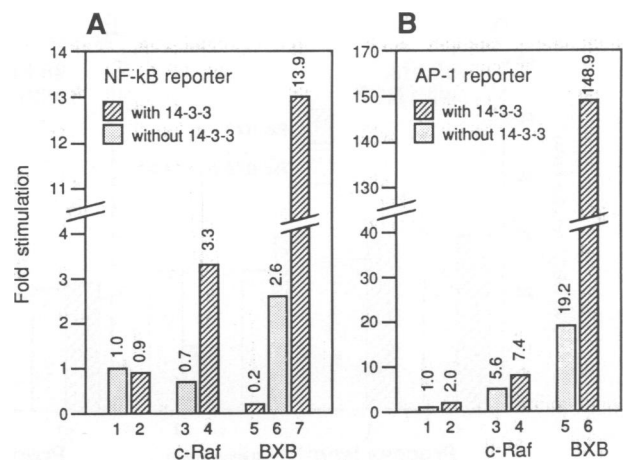 A
NF-kB reporter
with 14-3-3
without 14-3-3
Fold stimulation
14
13
12
11
4
3
2
1
0
1.0
0.9
0.7
3.3
0.2
2.6
13.9
1 2 3 4 5 6 7
c-Raf BXB
B
AP-1 reporter
with 14-3-3
without 14-3-3
170
150
130
40
30
20
10
0
1.0
2.0
5.6
7.4
19.2
148.9
1 2 3 4 5 6
c-Raf BXB